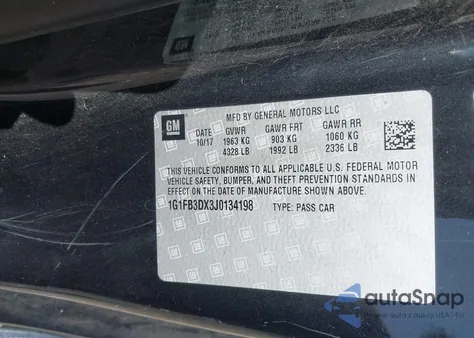 MFD BY GENERAL MOTORS LLC
GM
10/17
GVWR
1963 KG
4328 LB
GAWR FRT
903 KG
1992 LB
GAWR RR
1060 KG
2336 LB
THIS VEHICLE CONFORMS TO ALL APPLICABLE U.S. FEDERAL MOTOR
VEHICLE SAFETY, BUMPER, AND THEFT PREVENTION STANDARDS IN
EFFECT ON THE DATE OF MANUFACTURE SHOWN ABOVE.
1G1FB3DX3J0134198 TYPE: PASS CAR
autoSnap